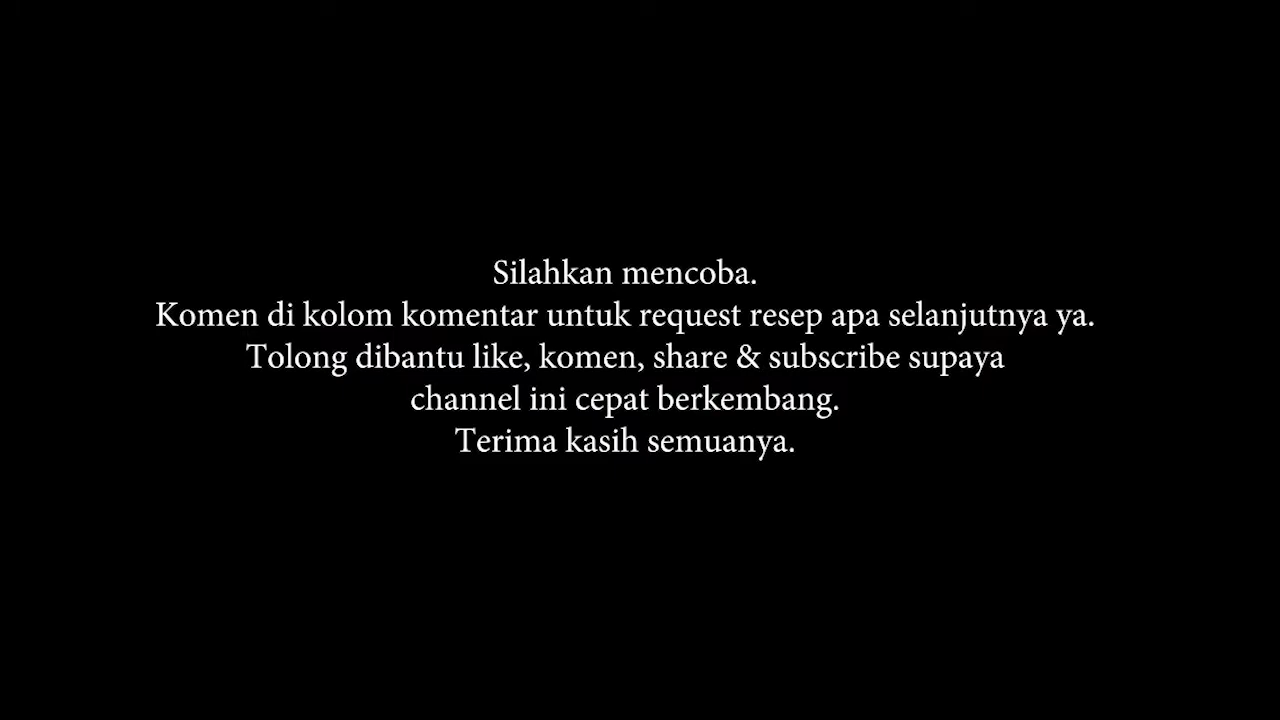 Silahkan mencoba.
Komen di kolom komentar untuk request resep apa selanjutnya ya.
Tolong dibantu like, komen, share & subscribe supaya
channel ini cepat berkembang.
Terima kasih semuanya.